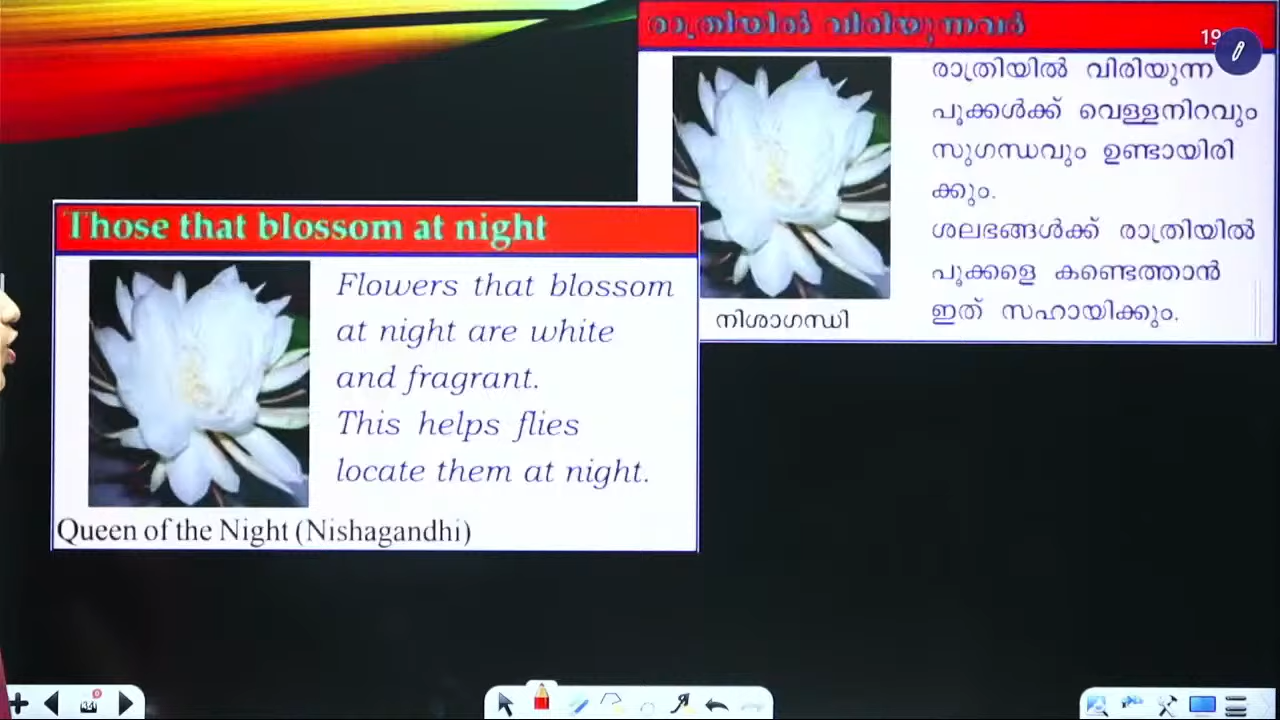 രാത്രിയിൽ വിരിയുന്നവർ
19
രാത്രിയിൽ വിരിയുന്ന
പൂക്കൾക്ക് വെള്ളനിറവും
സുഗന്ധവും ഉണ്ടായിരി
ക്കും.
ശലഭങ്ങൾക്ക് രാത്രിയിൽ
പൂക്കളെ കണ്ടെത്താൻ
ഇത് സഹായിക്കും.
നിശാഗന്ധി
Those that blossom at night
Flowers that blossom
at night are white
and fragrant.
This helps flies
locate them at night.
Queen of the Night (Nishagandhi)